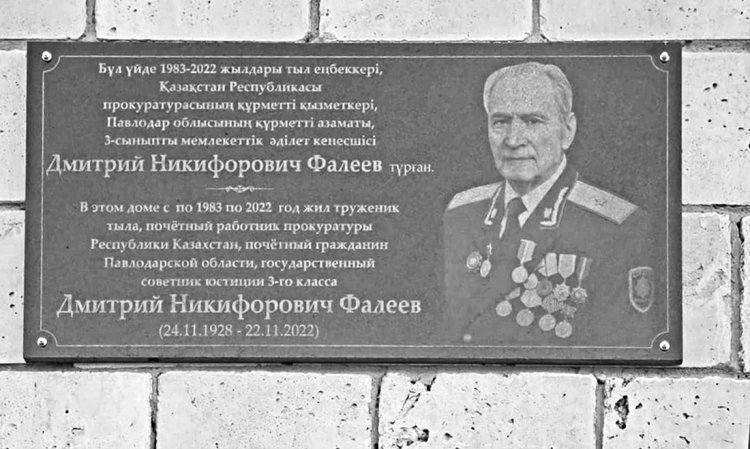 Бұл үйде 1983-2022 жылдары тыл еңбеккері,
Қазақстан Республикасы
прокуратурасының құрметті қызметкері,
Павлодар облысының құрметті азаматы,
3-сыныпты мемлекеттік әділет кеңесшісі
Дмитрий Никифорович Фалеев тұрған.
В этом доме с по 1983 по 2022 год жил труженик
тыла, почётный работник прокуратуры
Республики Казахстан, почётный гражданин
Павлодарской области, государственный
советник юстиции 3-го класса
Дмитрий Никифорович Фалеев
(24.11.1928 - 22.11.2022)